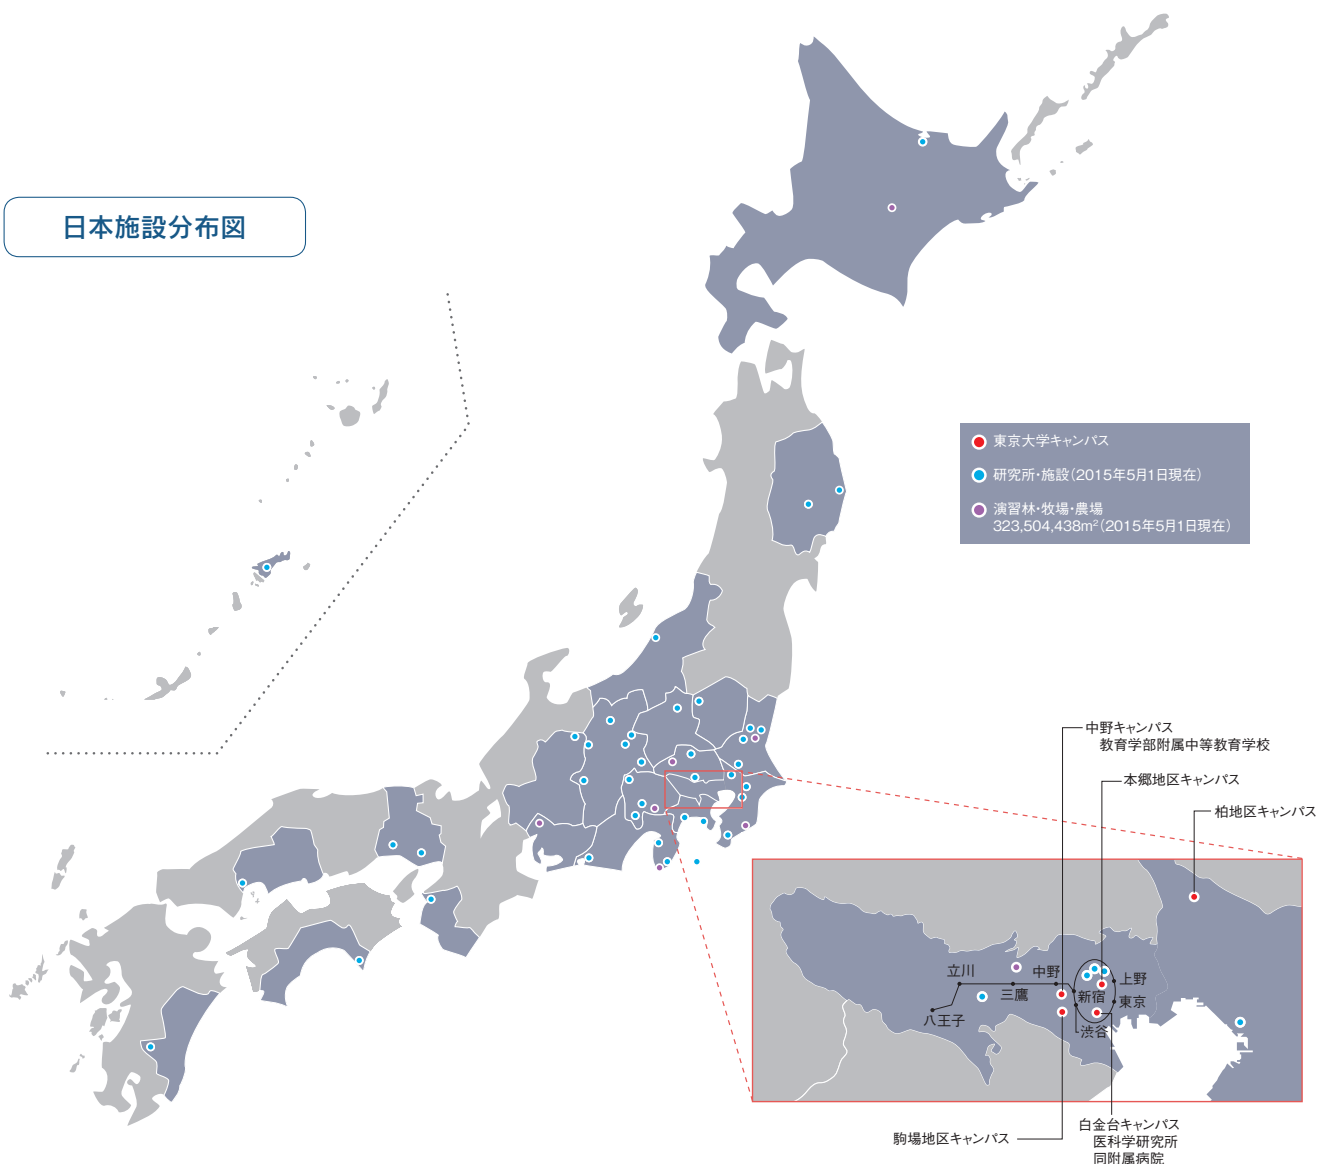 日本施設分布図
東京大学キャンパス
研究所・施設(2015年5月1日現在)
演習林・牧場・農場
323,504,438m²(2015年5月1日現在)
中野キャンパス
教育学部附属中等教育学校
本郷地区キャンパス
柏地区キャンパス
立川
中野
上野
三鷹
新宿
東京
八王子
渋谷
駒場地区キャンパス
白金台キャンパス
医科学研究所
同附属病院